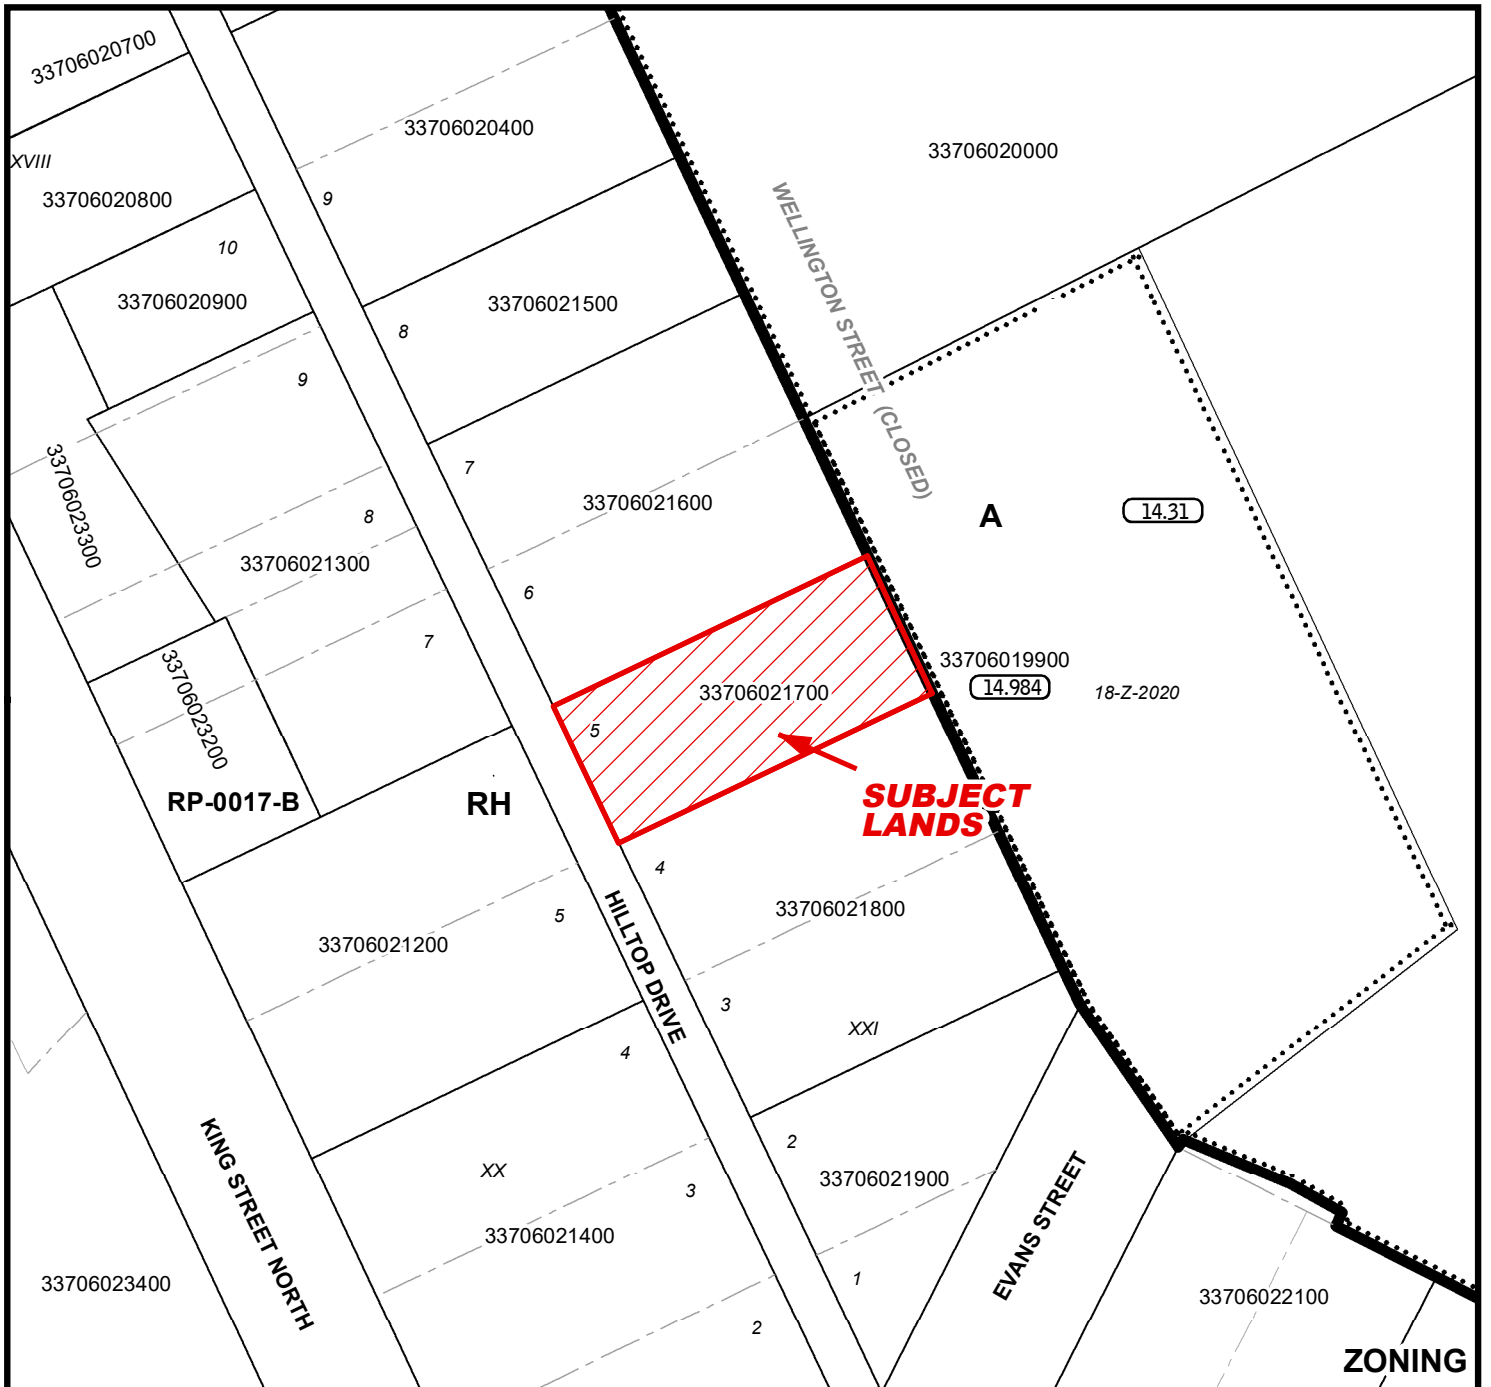 33706020700
33706020400
33706020000
XVIII
33706020800
9
WELLINGTON STREET (CLOSED)
10
33706020900
33706021500
8
9
7
33706021600
33706023300
8
A
14.31
33706021300
6
7
33706023200
33706019900
33706021700
14.984
18-Z-2020
5
RP-0017-B
RH
SUBJECT
LANDS
4
33706021800
5
HILLTOP DRIVE
33706021200
3
XXI
4
KING STREET NORTH
2
XX
33706021900
EVANS STREET
3
33706021400
1
33706023400
33706022100
2
ZONING